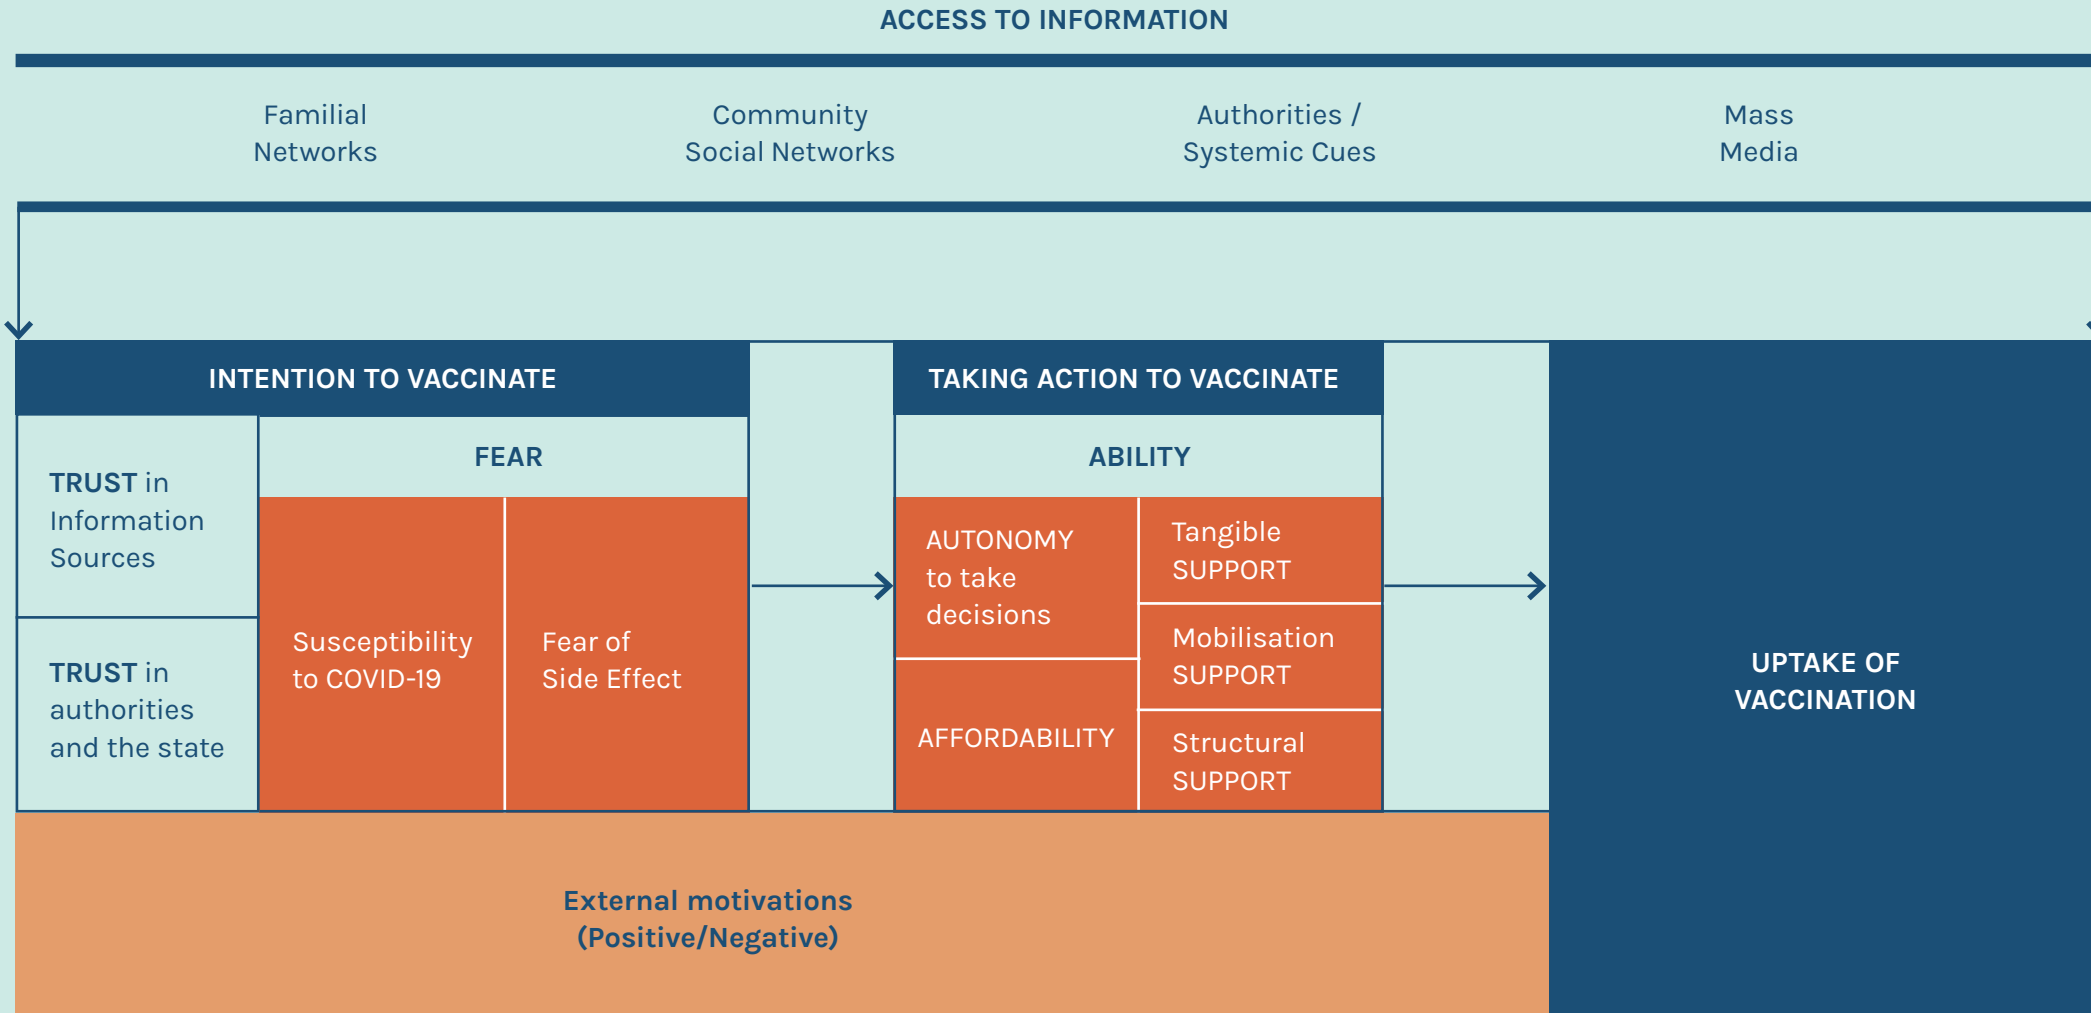 ACCESS TO INFORMATION
Familial
Networks
Community
Social Networks
Authorities /
Systemic Cues
Mass
Media
INTENTION TO VACCINATE
TRUST in
Information
Sources
TRUST in
authorities
and the state
FEAR
Susceptibility
to COVID-19
Fear of
Side Effect
TAKING ACTION TO VACCINATE
ABILITY
AUTONOMY
to take
decisions
AFFORDABILITY
Tangible
SUPPORT
Mobilisation
SUPPORT
Structural
SUPPORT
UPTAKE OF
VACCINATION
External motivations
(Positive/Negative)